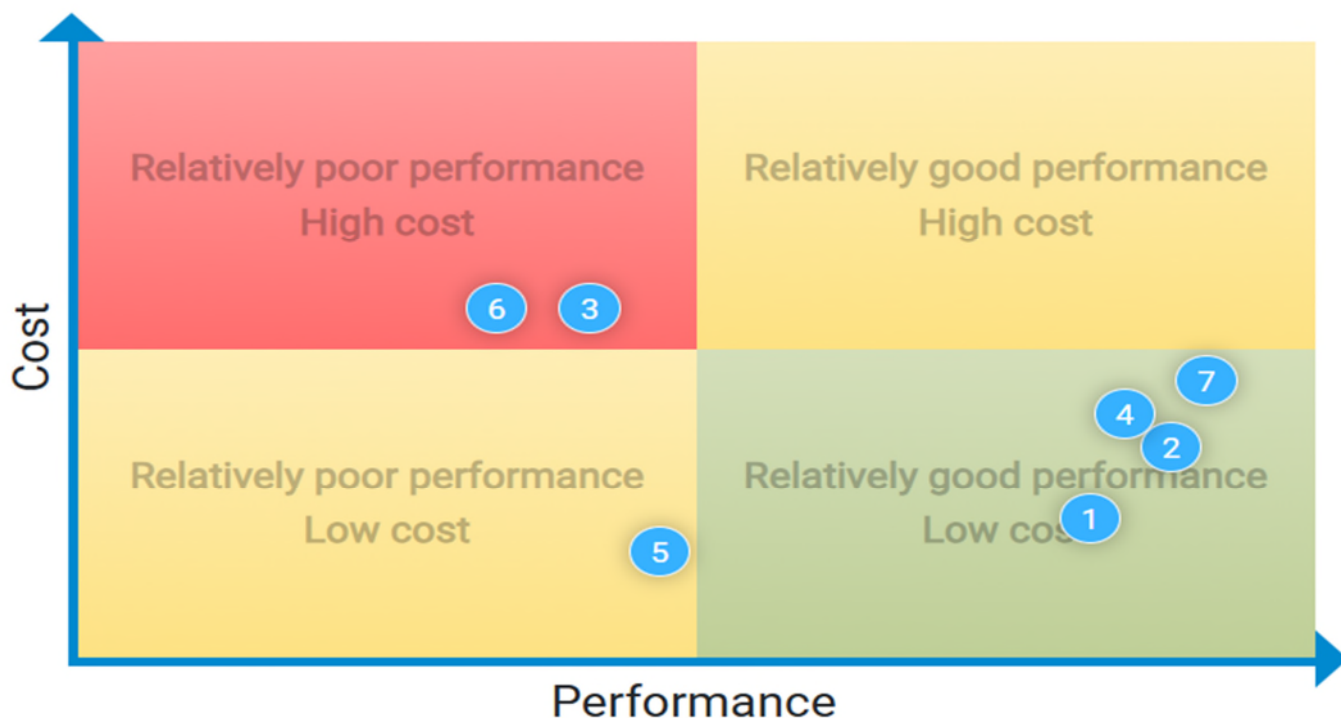 Relatively poor performance
High cost
Relatively good performance
High cost
6
3
Cost
7
4
2
Relatively poor performance
Low cost
Relatively good performance
Low cost
1
5
Performance